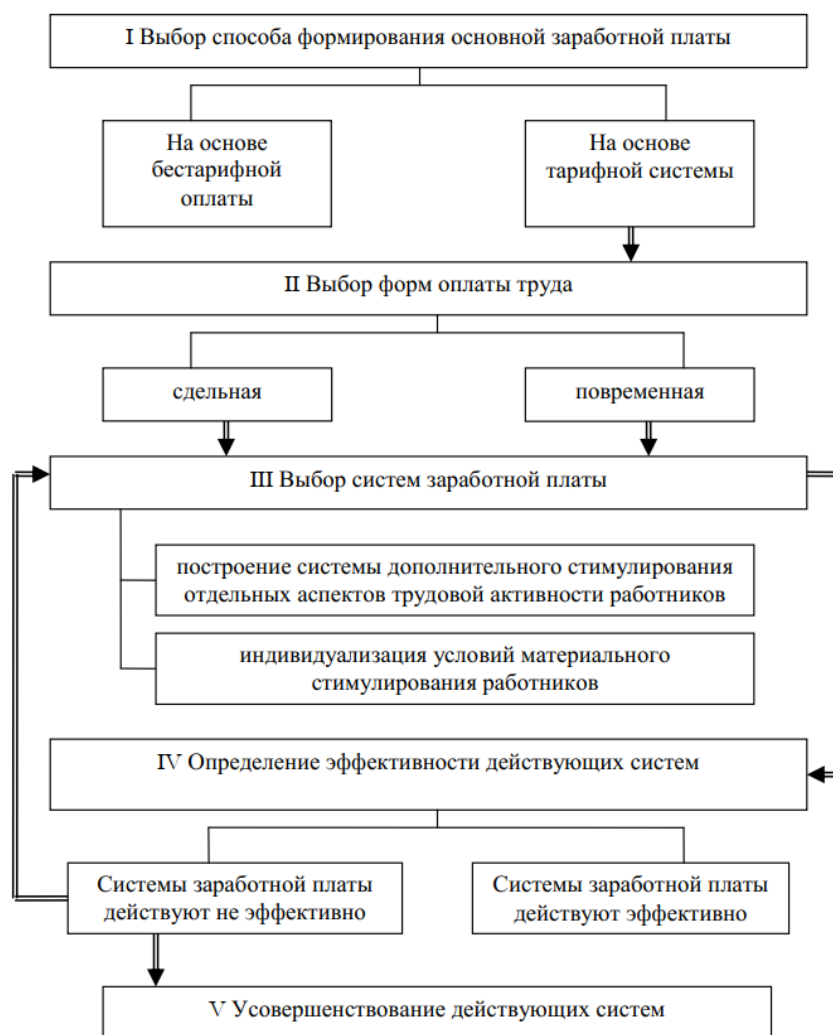 I Выбор способа формирования основной заработной платы
На основе
бестарифной
оплаты
На основе
тарифной системы
II Выбор форм оплаты труда
сдельная
повременная
III Выбор систем заработной платы
построение системы дополнительного стимулирования
отдельных аспектов трудовой активности работников
индивидуализация условий материального
стимулирования работников
IV Определение эффективности действующих систем
Системы заработной платы
действуют не эффективно
Системы заработной платы
действуют эффективно
V Усовершенствование действующих систем